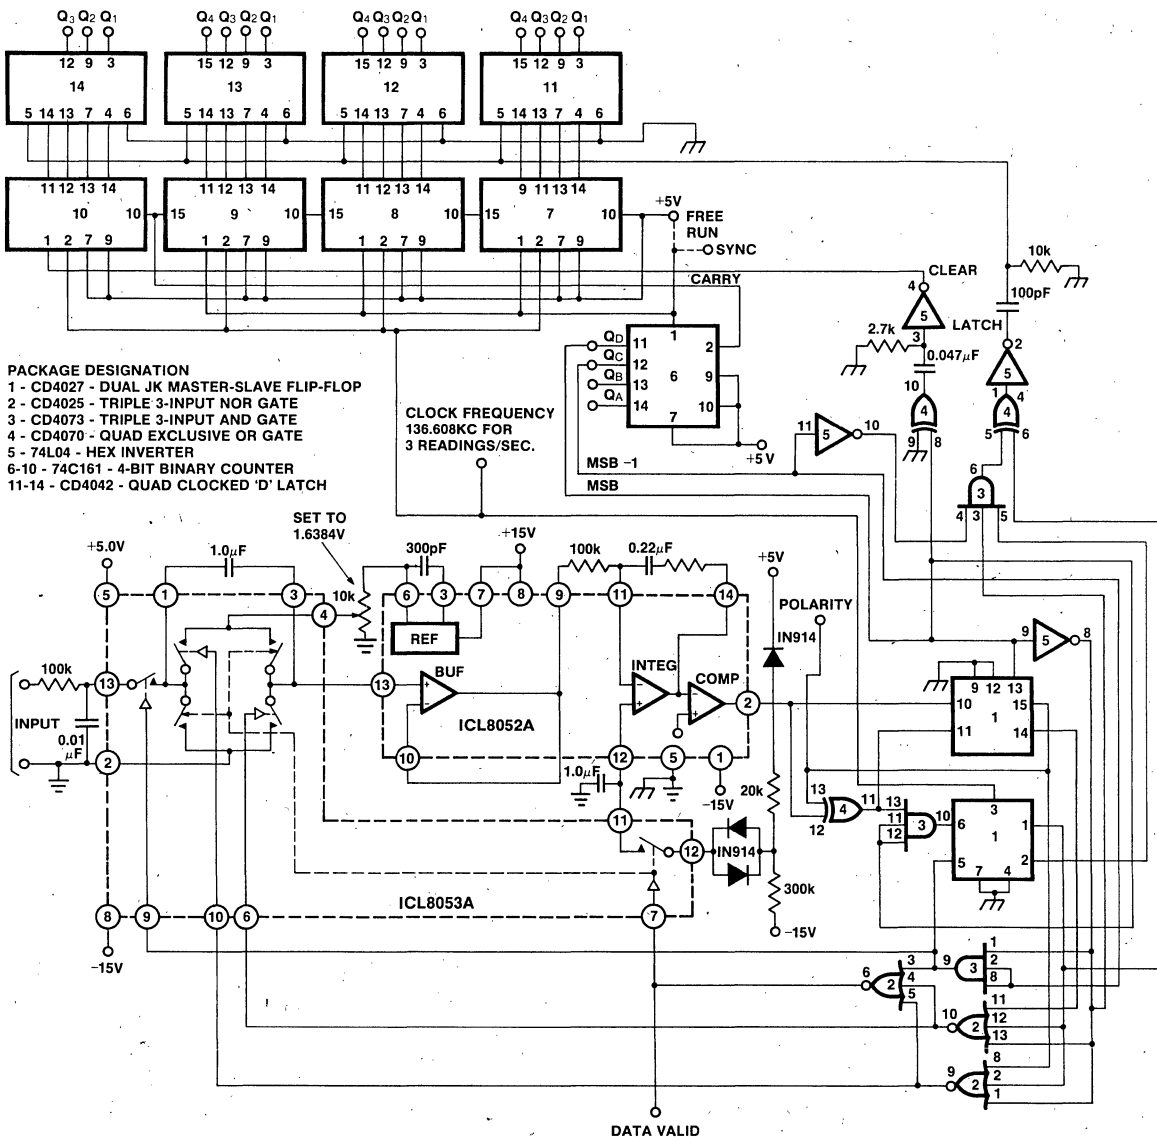 Q3 Q2 Q1 Q4 Q3 Q2 Q1 Q4 Q3 Q2 Q1 Q4 Q3 Q2 Q1
12 9 3 15 12 9 3 15 12 9 3 15 12 9 3
14 13 12 11
5 14 13 7 4 6 5 14 13 7 4 6 5 14 13 7 4 6 5 14 13 7 4 6
11 12 13 14 11 12 13 14 11 12 13 14 9 11 13 14
10 10 15 9 10 15 8 10 15 7 10
1 2 7 9 1 2 7 9 1 2 7 9 1 2 7 9
+5V
FREE
RUN
SYNC
CARRY
4 CLEAR
5
3
LATCH
10k
100pF
2
5
1
2.7k
0.047µF
10
4
9 8
4
4
5 6
QD 11 1 2
QC 12
QB 13 6 9
QA 14 7 10
+5V
MSB -1
MSB
11 5 10
6
3
4 3 5
PACKAGE DESIGNATION
1 - CD4027 - DUAL JK MASTER-SLAVE FLIP-FLOP
2 - CD4025 - TRIPLE 3-INPUT NOR GATE
3 - CD4073 - TRIPLE 3-INPUT AND GATE
4 - CD4070 - QUAD EXCLUSIVE OR GATE
5 - 74L04 - HEX INVERTER
6-10 - 74C161 - 4-BIT BINARY COUNTER
11-14 - CD4042 - QUAD CLOCKED 'D' LATCH
CLOCK FREQUENCY
136.608KC FOR
3 READINGS/SEC.
SET TO
1.6384V
+5.0V
1.0µF
10k
300pF
+15V
100k
0.22µF
+5V
POLARITY
IN914
5 1 3 4 6 3 7 8 9 11 14
REF
100k
13
INPUT
0.01
µF
2
13
BUF
ICL8052A
INTEG
COMP
2
10 12 5 1
1.0µF
-15V
20k
11
12
IN914
300k
-15V
ICL8053A
8 9 10 6 7
-15V
9 5 8
9 12 13
10 15
1
11 14
13
4 11
12
13
11 3 10
12
3
6 1 1
5 2
7 4
1
9 3 2
8
3
6 2 4
5
11
10 2 12
13
8
9 2 2
1
DATA VALID